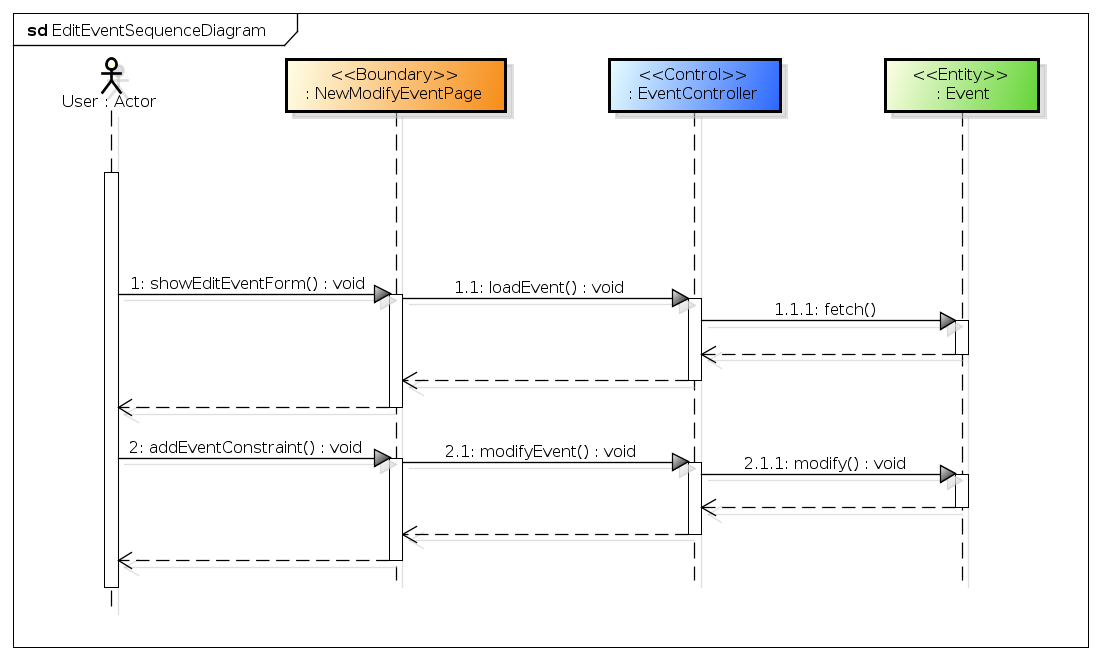 sd EditEventSequenceDiagram
User : Actor
<<Boundary>>
: NewModifyEventPage
<<Control>>
: EventController
<<Entity>>
: Event
1: showEditEventForm() : void
1.1: loadEvent() : void
1.1.1: fetch()
2: addEventConstraint() : void
2.1: modifyEvent() : void
2.1.1: modify() : void